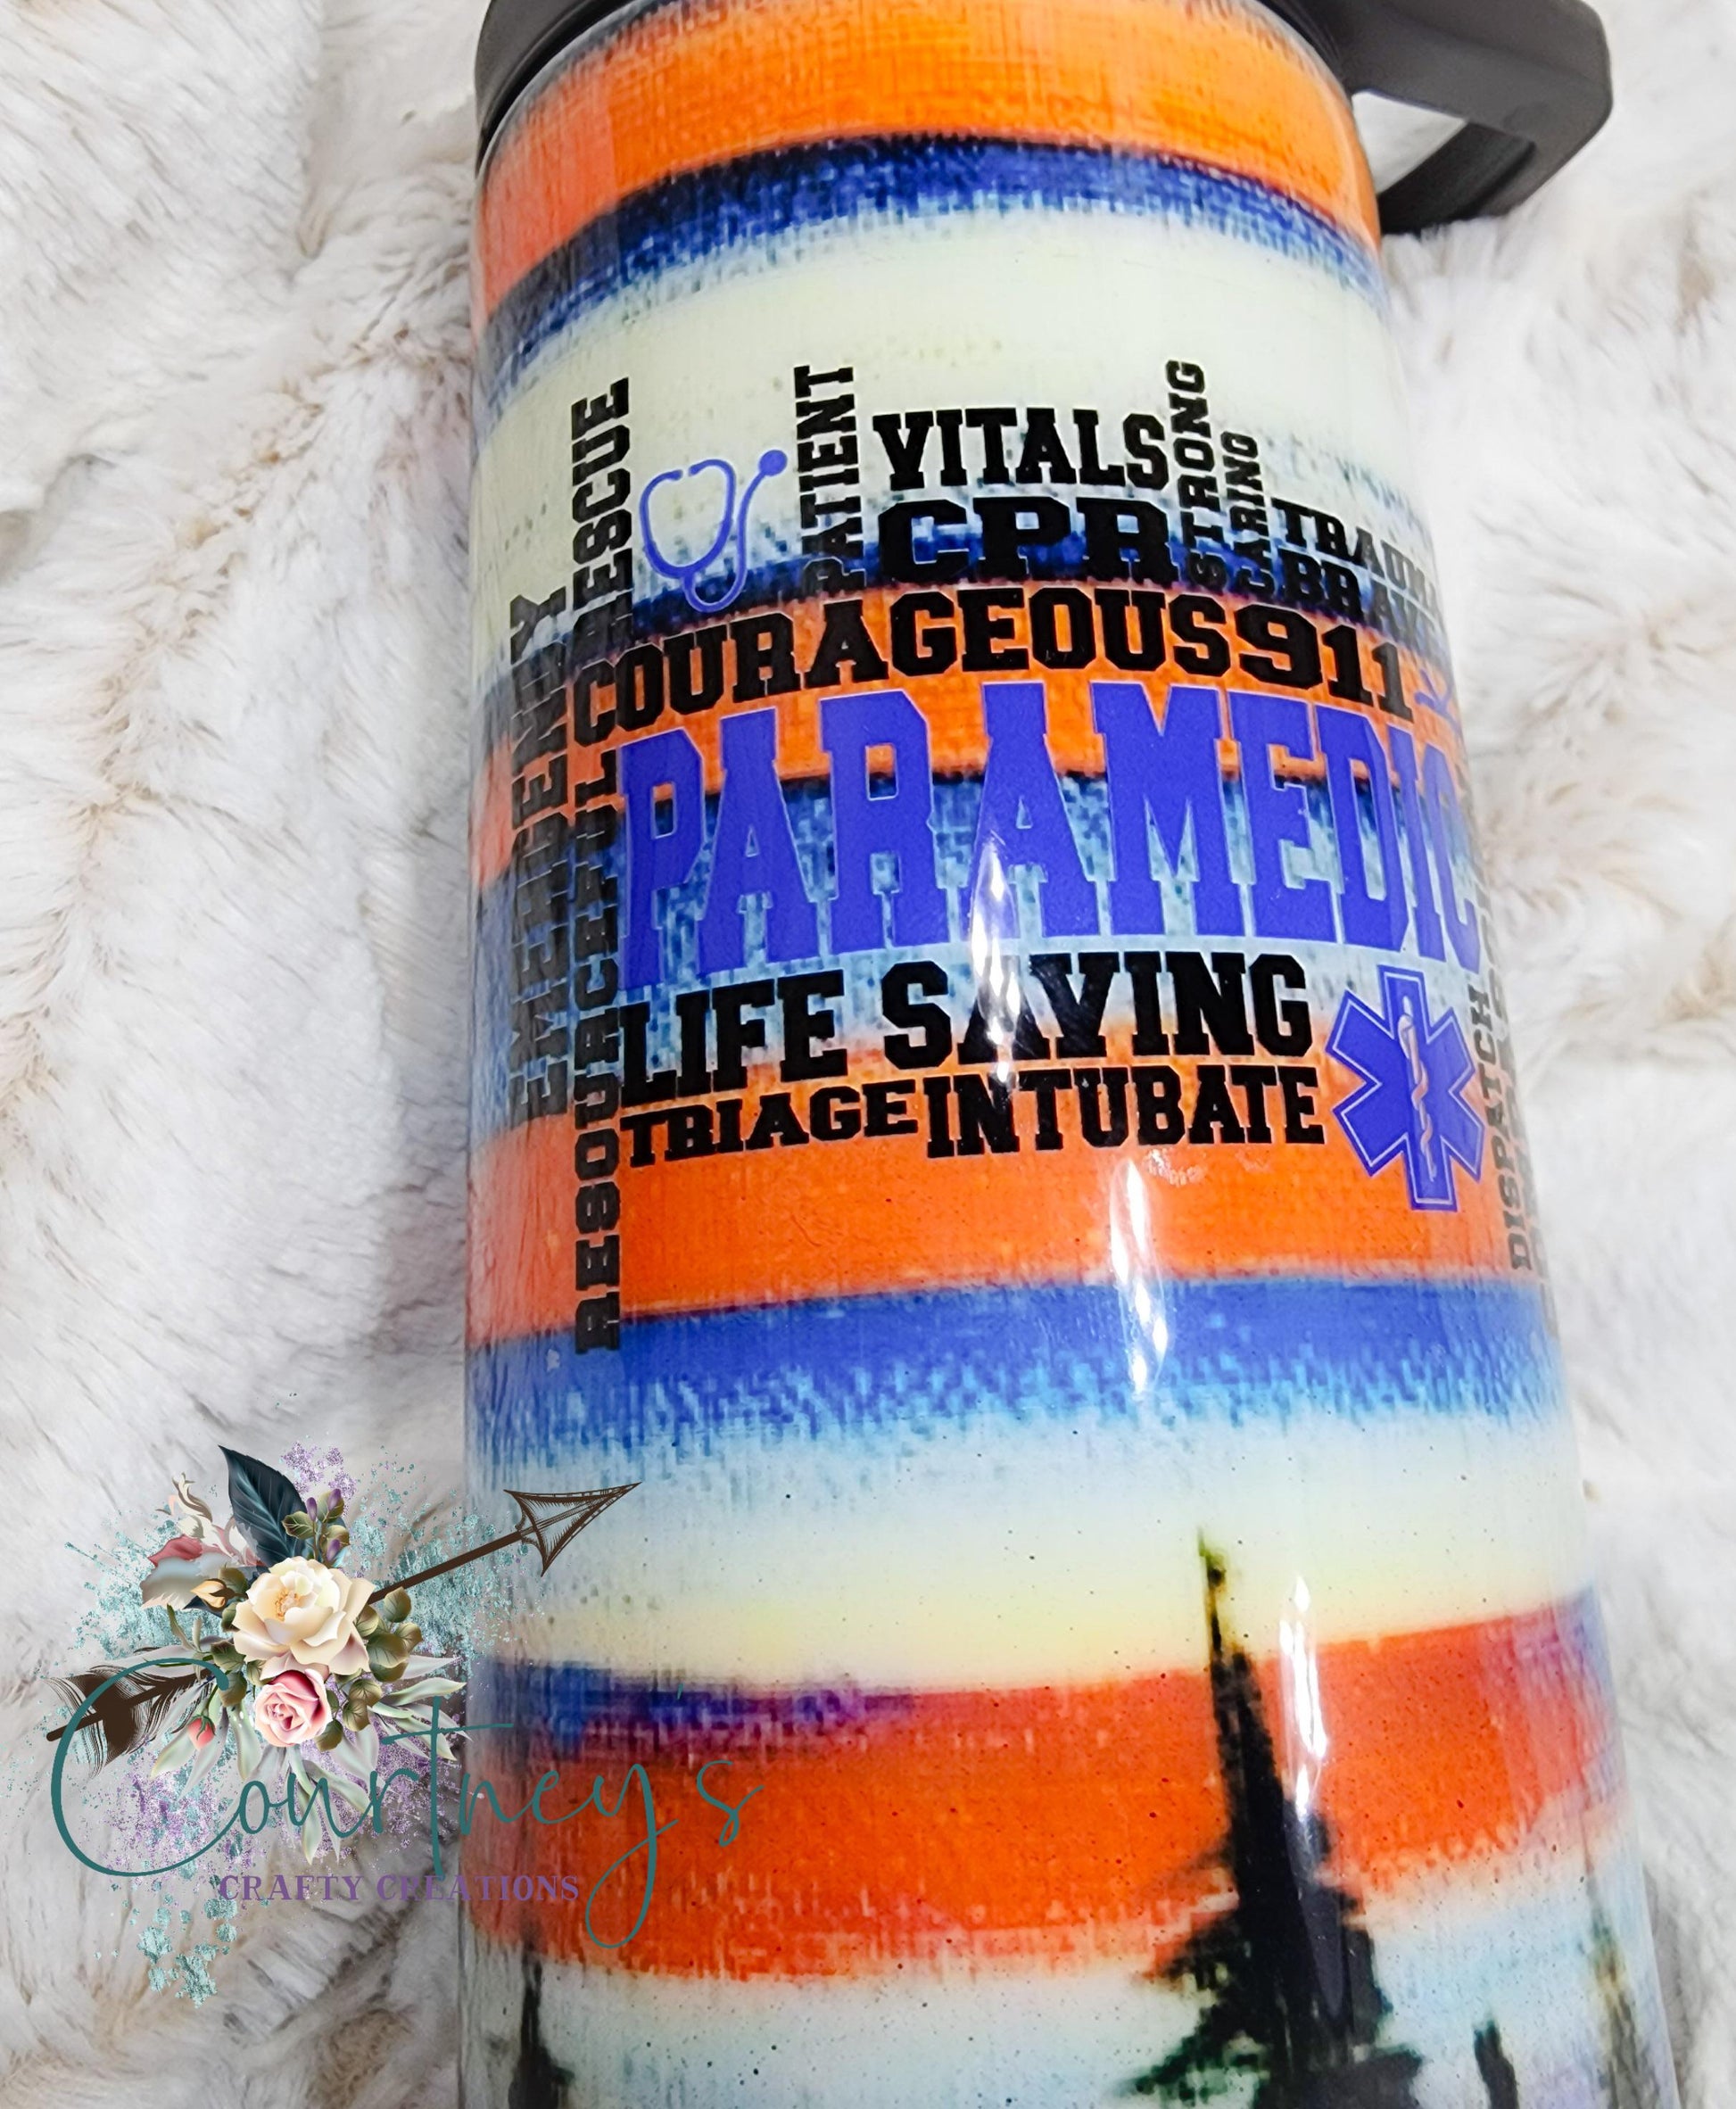 RESCUE
PATIENT
VITALS
STRONG
CARING
CPR
BRAVE
COURAGEOUS 911
EMERGENCY
RESOURCEFUL
PARAMEDIC
LIFE SAVING
TRIAGE INTUBATE
DISPATCH
Courtney's
CRAFTY CREATIONS